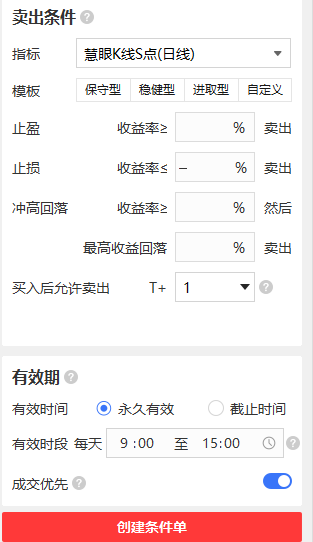 卖出条件 ?
指标 慧眼K线S点(日线)
模板 保守型 稳健型 进取型 自定义
止盈 收益率≥ % 卖出
止损 收益率≤ – % 卖出
冲高回落 收益率≥ % 然后
最高收益回落 % 卖出
买入后允许卖出 T+ 1 ?
有效期 ?
有效时间 永久有效 截止时间
有效时段 每天 9:00 至 15:00 ?
成交优先 ?
创建条件单